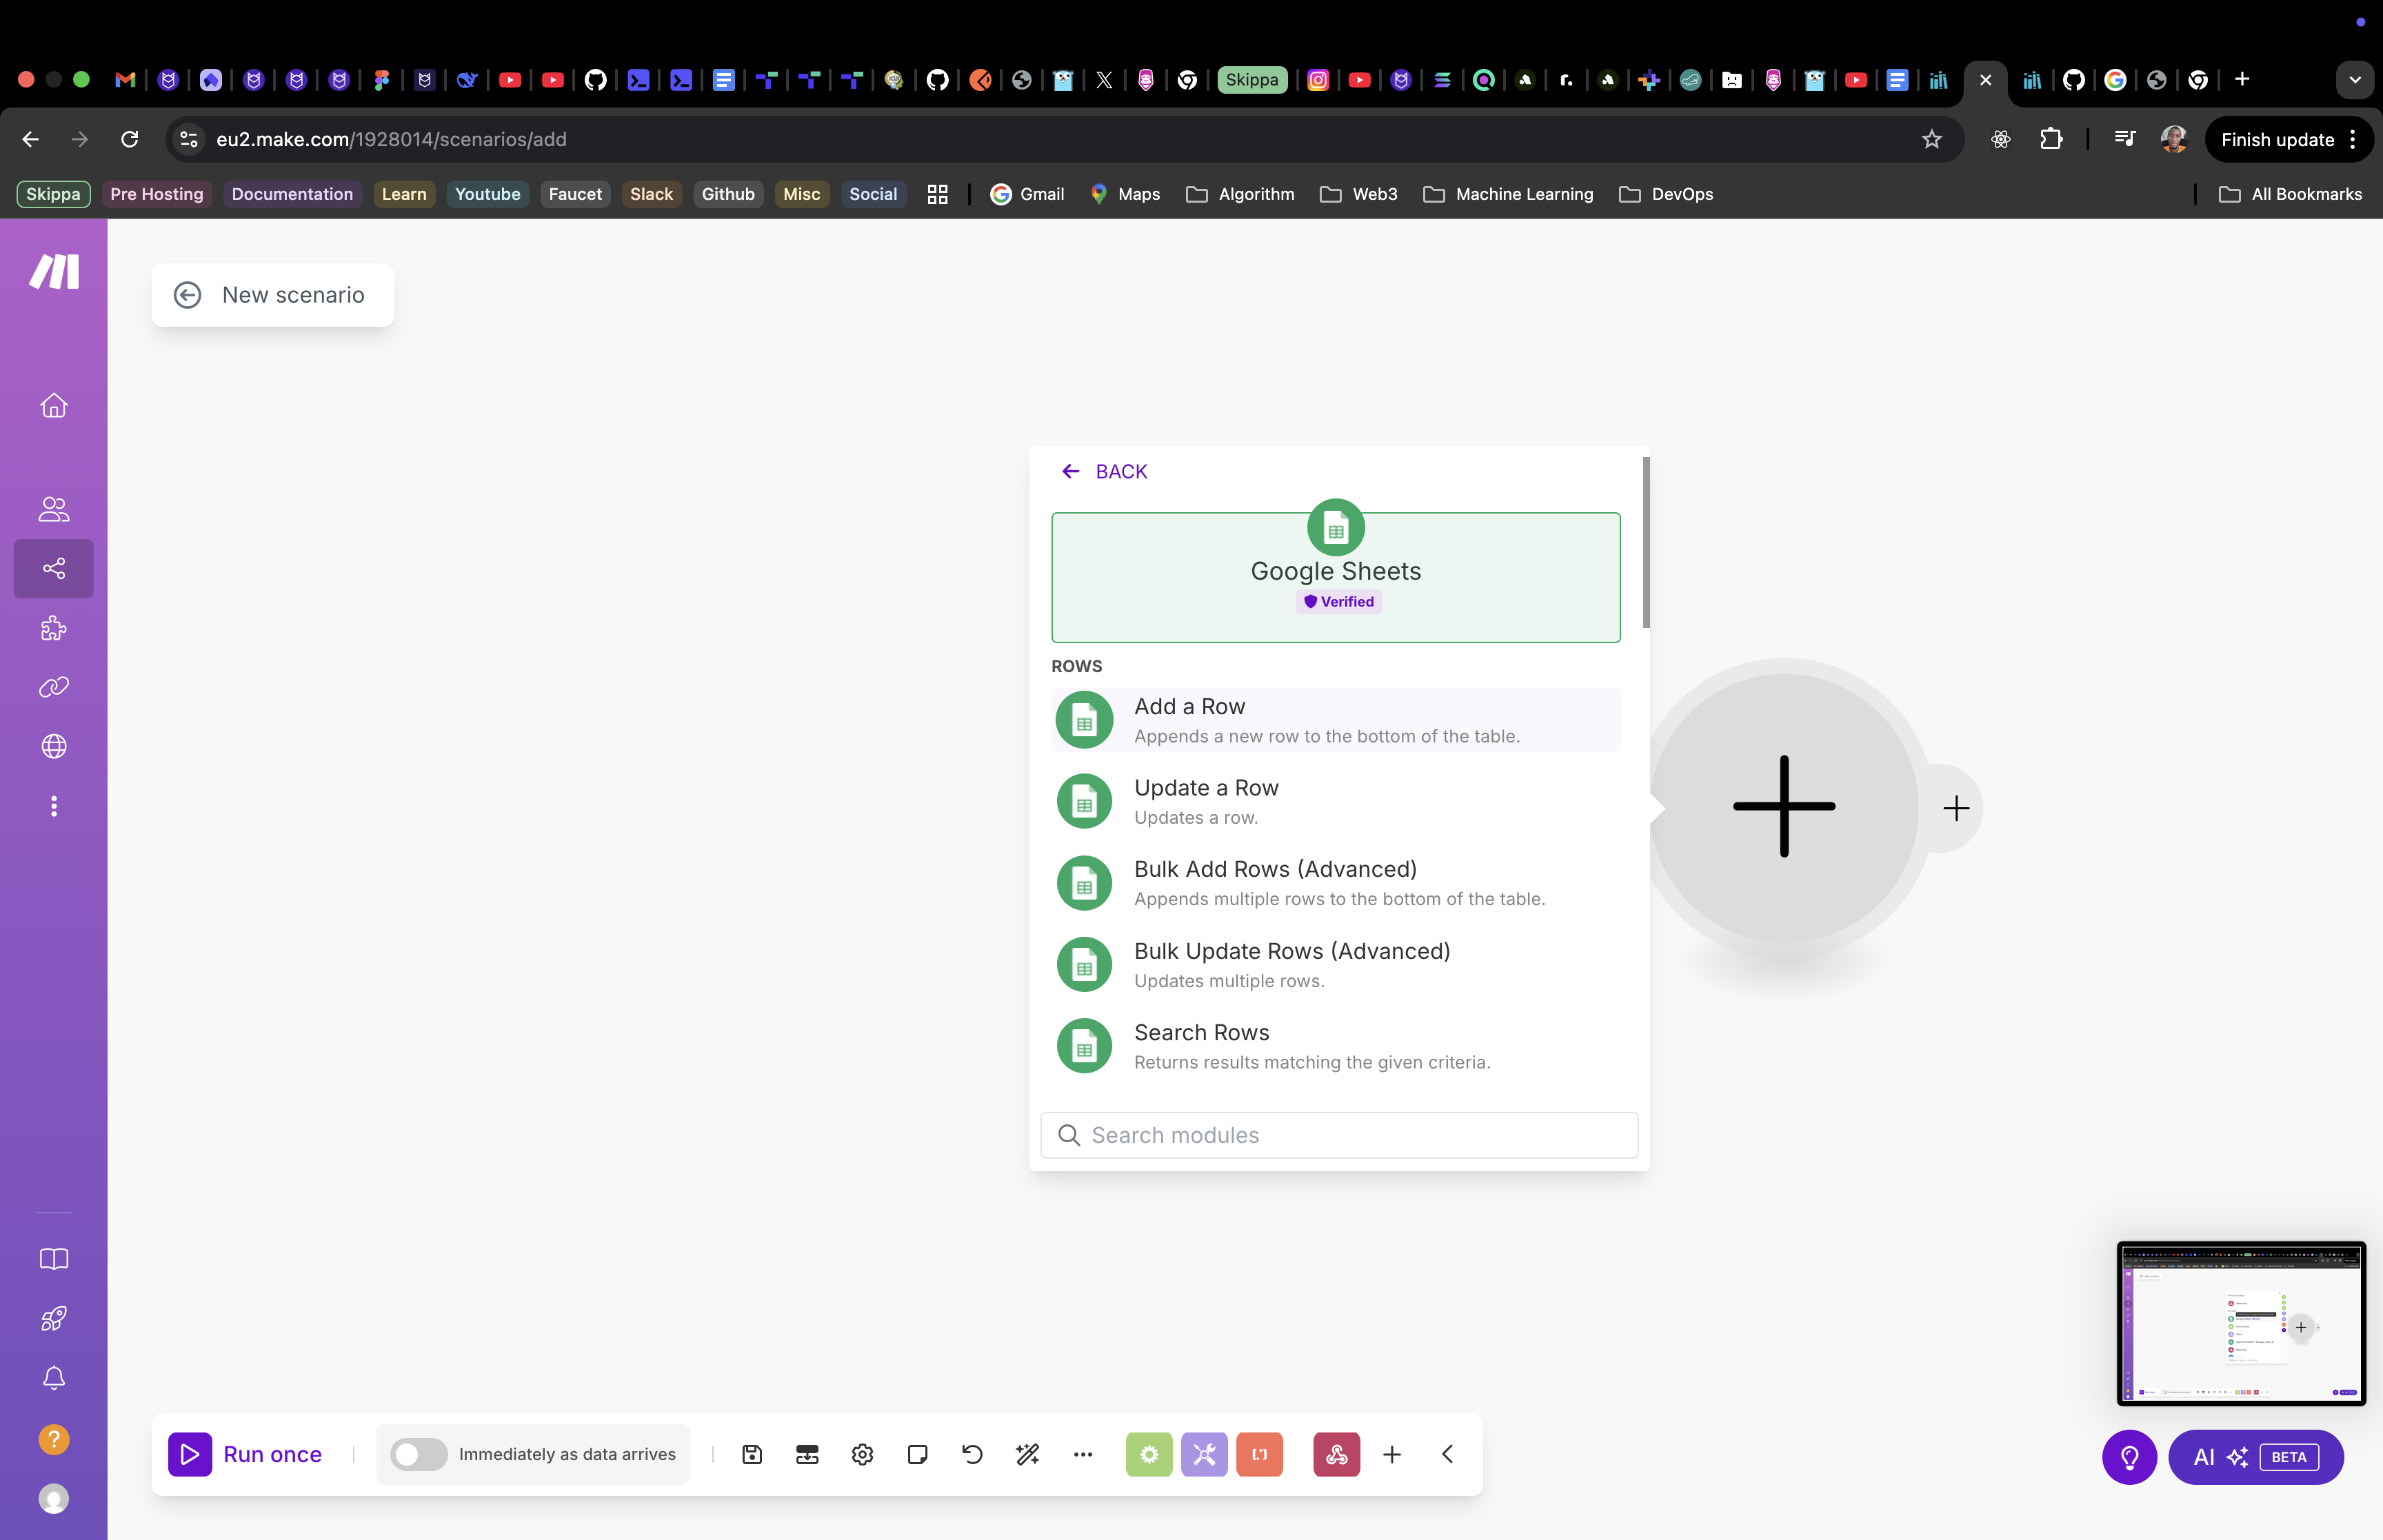 Skippa
eu2.make.com/1928014/scenarios/add
Finish update
Skippa
Pre Hosting
Documentation
Learn
Youtube
Faucet
Slack
Github
Misc
Social
Gmail
Maps
Algorithm
Web3
Machine Learning
DevOps
All Bookmarks
New scenario
BACK
Google Sheets
Verified
ROWS
Add a Row
Appends a new row to the bottom of the table.
Update a Row
Updates a row.
Bulk Add Rows (Advanced)
Appends multiple rows to the bottom of the table.
Bulk Update Rows (Advanced)
Updates multiple rows.
Search Rows
Returns results matching the given criteria.
Search modules
Run once
Immediately as data arrives
AI
BETA